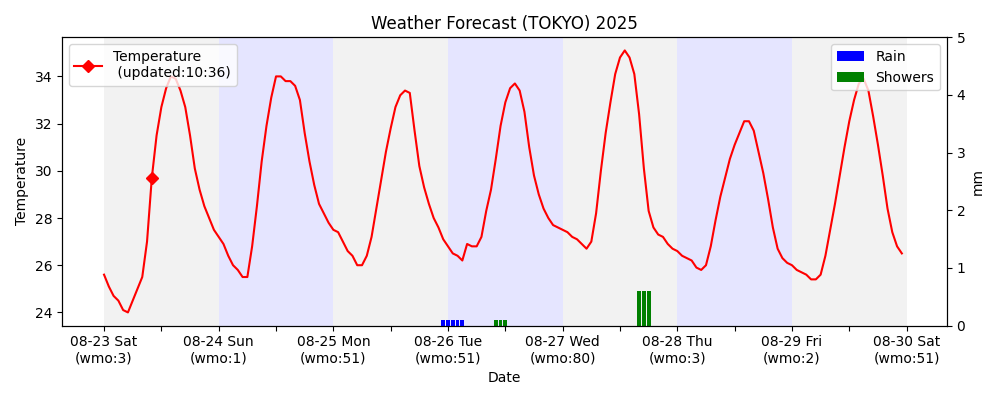 Weather Forecast (TOKYO) 2025
Temperature
(updated:10:36)
Rain
Showers
Temperature
34
32
30
28
26
24
5
4
3
2
1
0
mm
08-23 Sat
(wmo:3)
08-24 Sun
(wmo:1)
08-25 Mon
(wmo:51)
08-26 Tue
(wmo:51)
08-27 Wed
(wmo:80)
08-28 Thu
(wmo:3)
08-29 Fri
(wmo:2)
08-30 Sat
(wmo:51)
Date